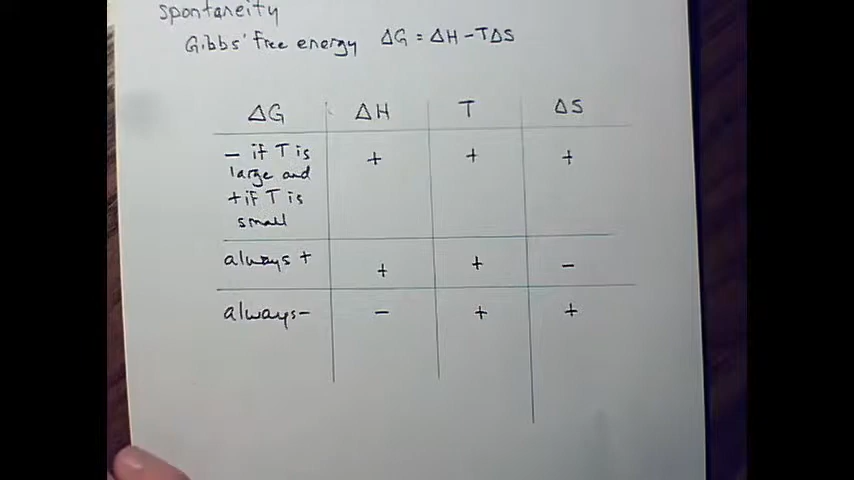 spontaneity
Gibbs' free energy ΔG = ΔH - TΔS
ΔG ΔH T ΔS
- if T is + + +
large and
+ if T is
small
always + + + -
always - - + +